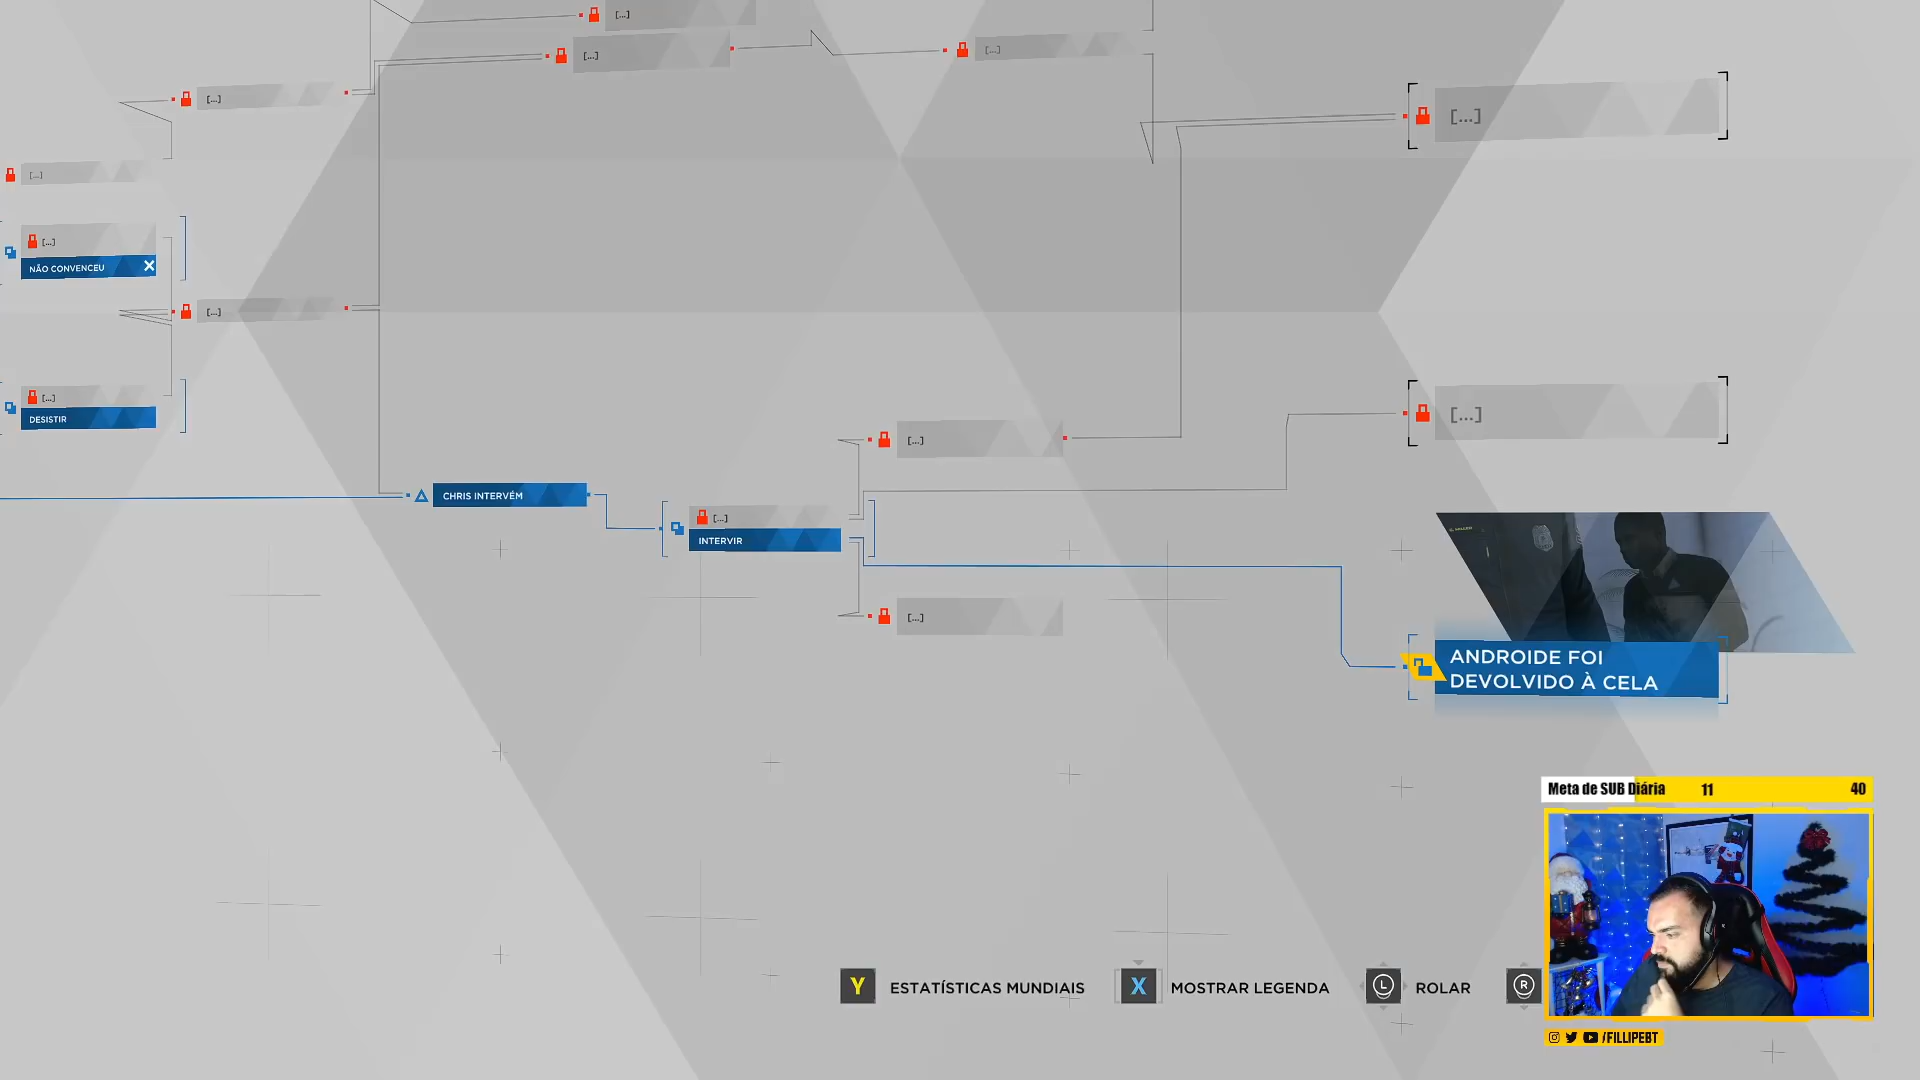 [...]
[...]
[...]
[...]
[...]
[...]
[...]
NÃO CONVENCEU
[...]
[...]
DESISTIR
[...]
[...]
CHRIS INTERVÉM
[...]
INTERVIR
[...]
ANDROIDE FOI
DEVOLVIDO À CELA
Meta de SUB Diária 11 40
Y ESTATÍSTICAS MUNDIAIS X MOSTRAR LEGENDA L ROLAR R
/FILLIPEBT